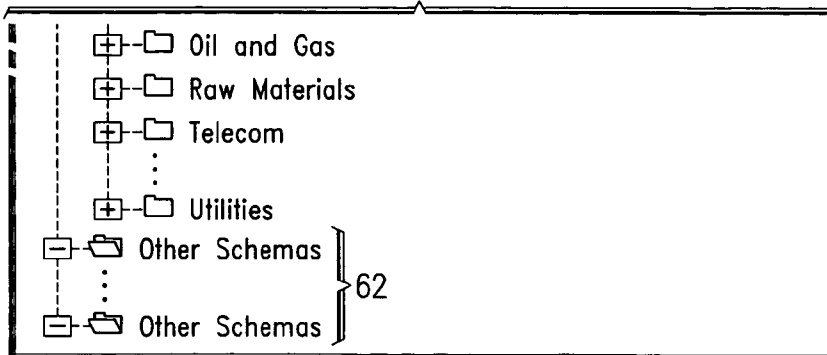 Oil and Gas
Raw Materials
Telecom
Utilities
Other Schemas
62
Other Schemas